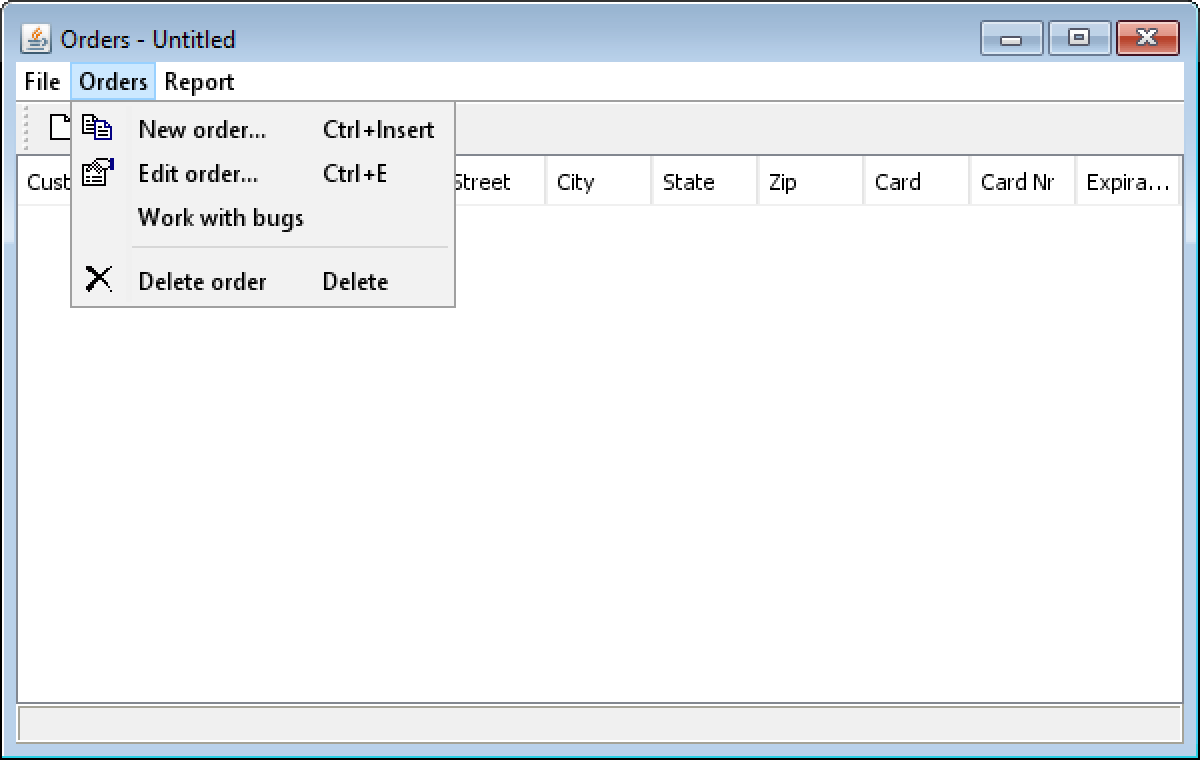 Orders - Untitled
File Orders Report
New order... Ctrl+Insert
Edit order... Ctrl+E
Work with bugs
Delete order Delete
Cust Street City State Zip Card Card Nr Expira...